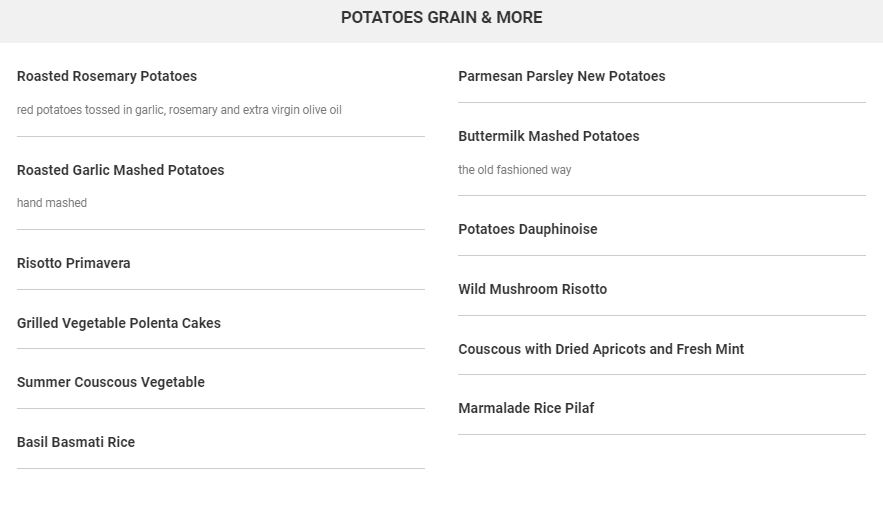 POTATOES GRAIN & MORE
Roasted Rosemary Potatoes
red potatoes tossed in garlic, rosemary and extra virgin olive oil
Roasted Garlic Mashed Potatoes
hand mashed
Risotto Primavera
Grilled Vegetable Polenta Cakes
Summer Couscous Vegetable
Basil Basmati Rice
Parmesan Parsley New Potatoes
Buttermilk Mashed Potatoes
the old fashioned way
Potatoes Dauphinoise
Wild Mushroom Risotto
Couscous with Dried Apricots and Fresh Mint
Marmalade Rice Pilaf